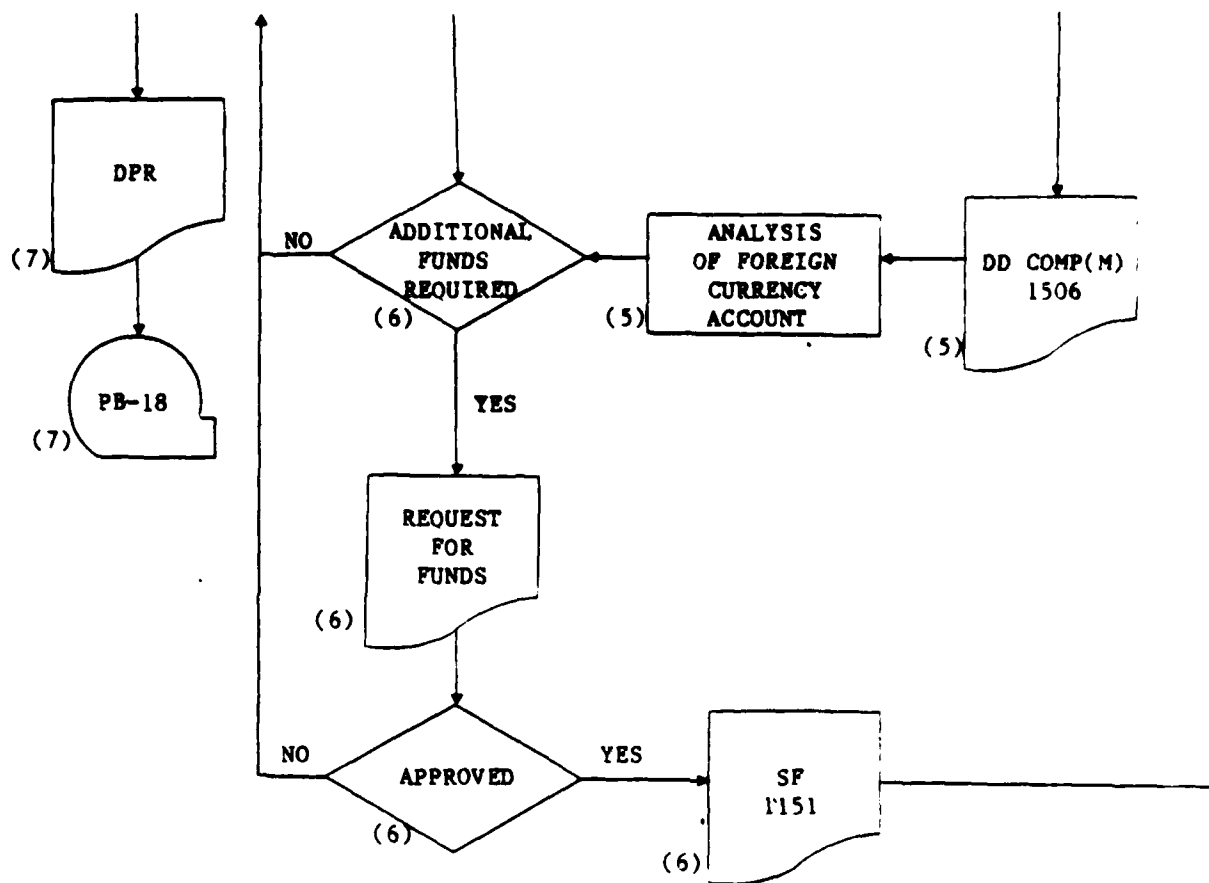 DPR
(7)
PB-18
(7)
NO
ADDITIONAL
FUNDS
REQUIRED
(6)
ANALYSIS
OF FOREIGN
CURRENCY
ACCOUNT
(5)
DD COMP(M)
1506
(5)
YES
REQUEST
FOR
FUNDS
(6)
NO
APPROVED
(6)
YES
SF
1151
(6)